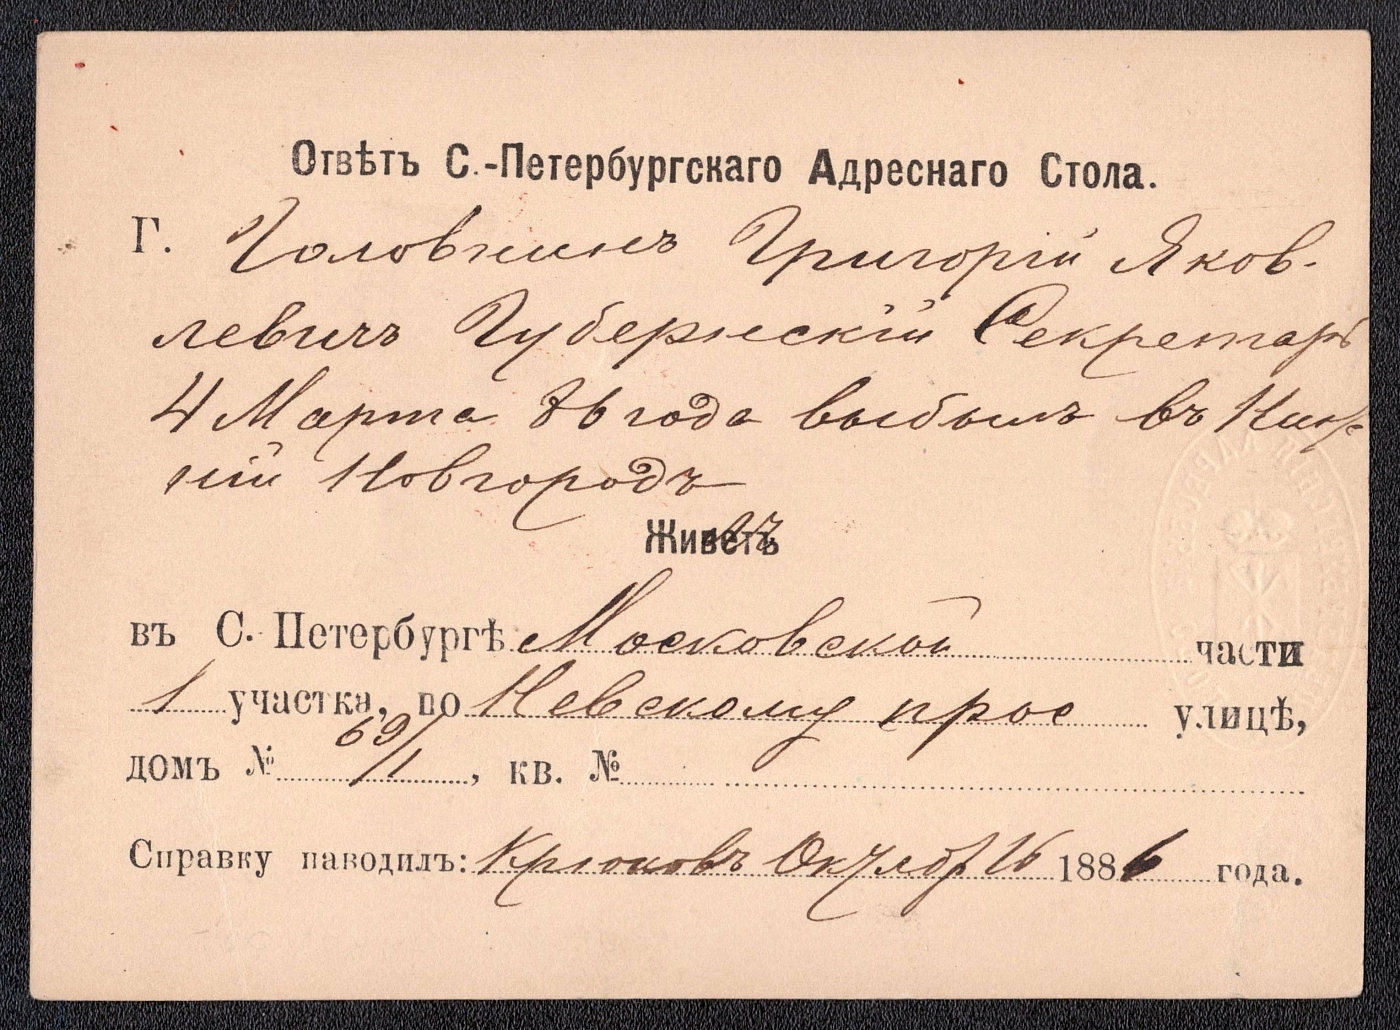 Отвѣтъ С.-Петербургскаго Адреснаго Стола.
Г. Головкинъ Григорій Яков-
левичъ Губернскій Секретарь
4 Марта 86 года выбылъ въ Ниж
ній Новгородъ
Живетъ
въ С.-Петербургѣ Московской части
1 участка, по Невскому прос улицѣ,
домъ № 69/1, кв. №
Справку наводилъ: Крюковъ 16 1886 года.